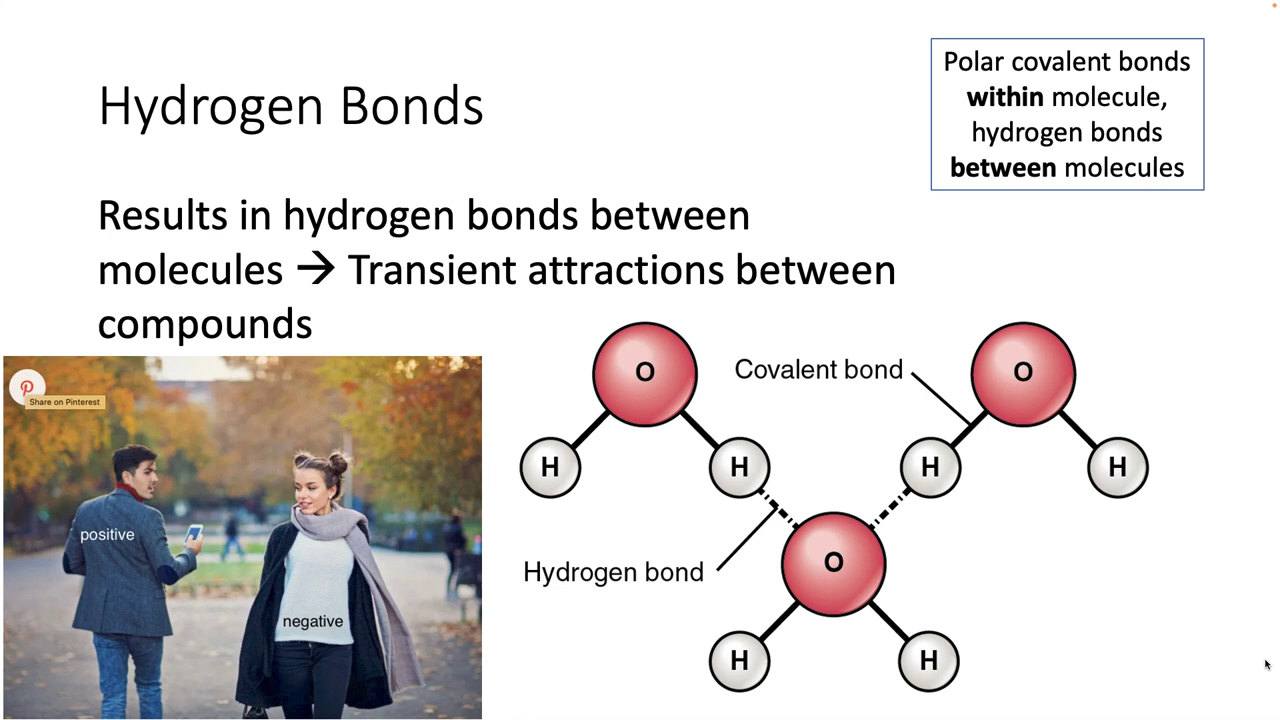 Hydrogen Bonds
Polar covalent bonds
within molecule,
hydrogen bonds
between molecules
Results in hydrogen bonds between
molecules → Transient attractions between
compounds
Share on Pinterest
positive
negative
O
Covalent bond
O
H
H
H
H
Hydrogen bond
O
H
H